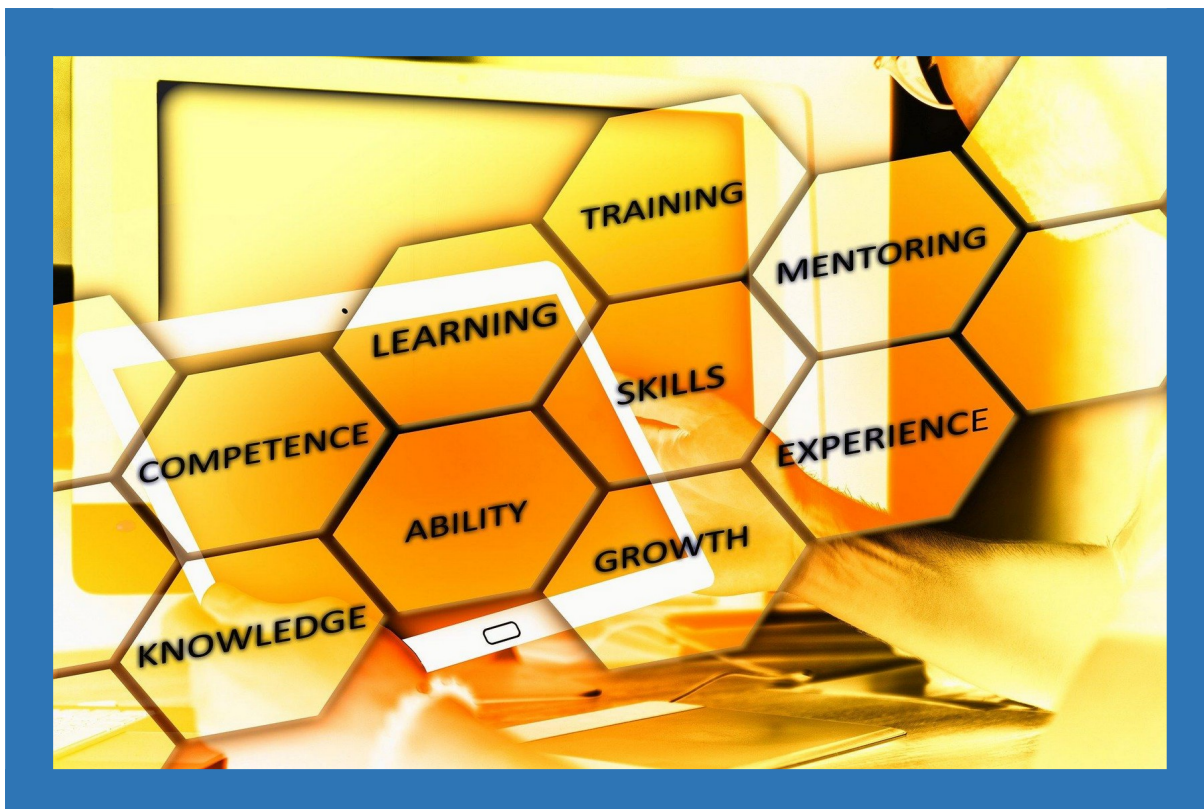 TRAINING
MENTORING
LEARNING
SKILLS
COMPETENCE
EXPERIENCE
ABILITY
GROWTH
KNOWLEDGE